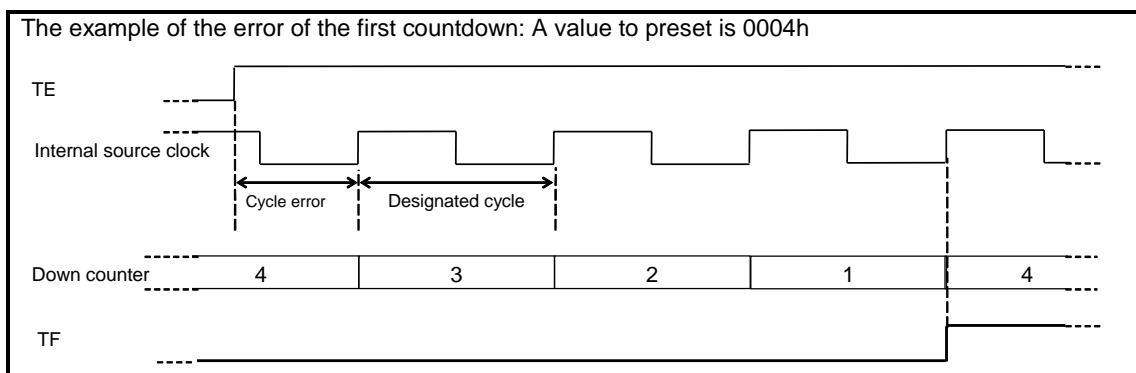 The example of the error of the first countdown: A value to preset is 0004h
TE
Internal source clock
Cycle error Designated cycle
Down counter 4 3 2 1 4
TF